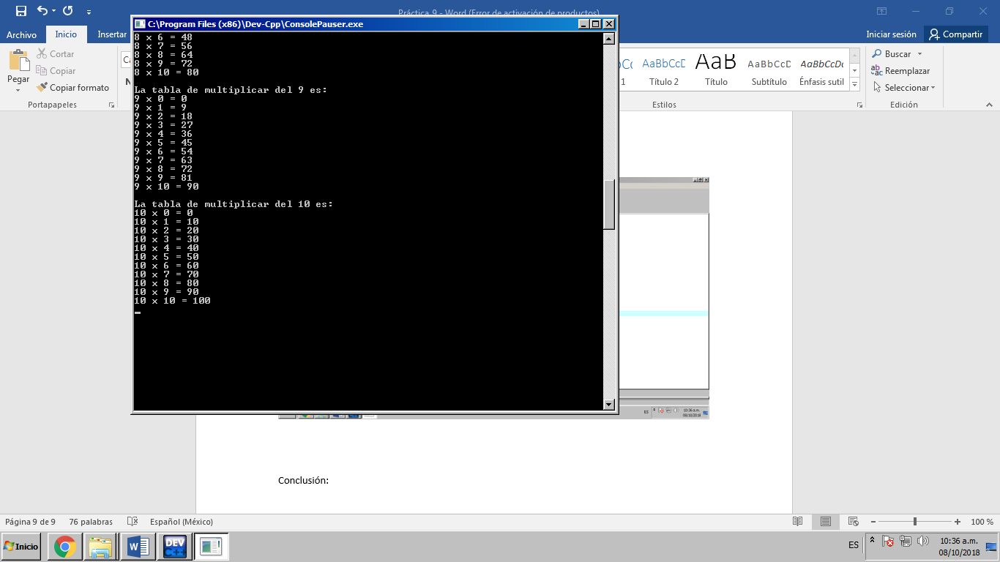 Práctica 9 - Word (Error de activación de productos)
Archivo
Inicio
Insertar
Iniciar sesión
Compartir
Pegar
Cortar
Copiar
Copiar formato
Portapapeles
N
AaBbCcDc
Título 2
AaB
Título
AaBbCcD
Subtítulo
AaBbCcDc
Énfasis sutil
1
Estilos
Buscar
Reemplazar
Seleccionar
Edición
C:\Program Files (x86)\Dev-Cpp\ConsolePauser.exe
8 x 6 = 48
8 x 7 = 56
8 x 8 = 64
8 x 9 = 72
8 x 10 = 80
La tabla de multiplicar del 9 es:
9 x 0 = 0
9 x 1 = 9
9 x 2 = 18
9 x 3 = 27
9 x 4 = 36
9 x 5 = 45
9 x 6 = 54
9 x 7 = 63
9 x 8 = 72
9 x 9 = 81
9 x 10 = 90
La tabla de multiplicar del 10 es:
10 x 0 = 0
10 x 1 = 10
10 x 2 = 20
10 x 3 = 30
10 x 4 = 40
10 x 5 = 50
10 x 6 = 60
10 x 7 = 70
10 x 8 = 80
10 x 9 = 90
10 x 10 = 100
10:36 a.m.
08/10/2018
Conclusión:
Página 9 de 9
76 palabras
Español (México)
100 %
Inicio
DEV C++
ES
10:36 a.m.
08/10/2018